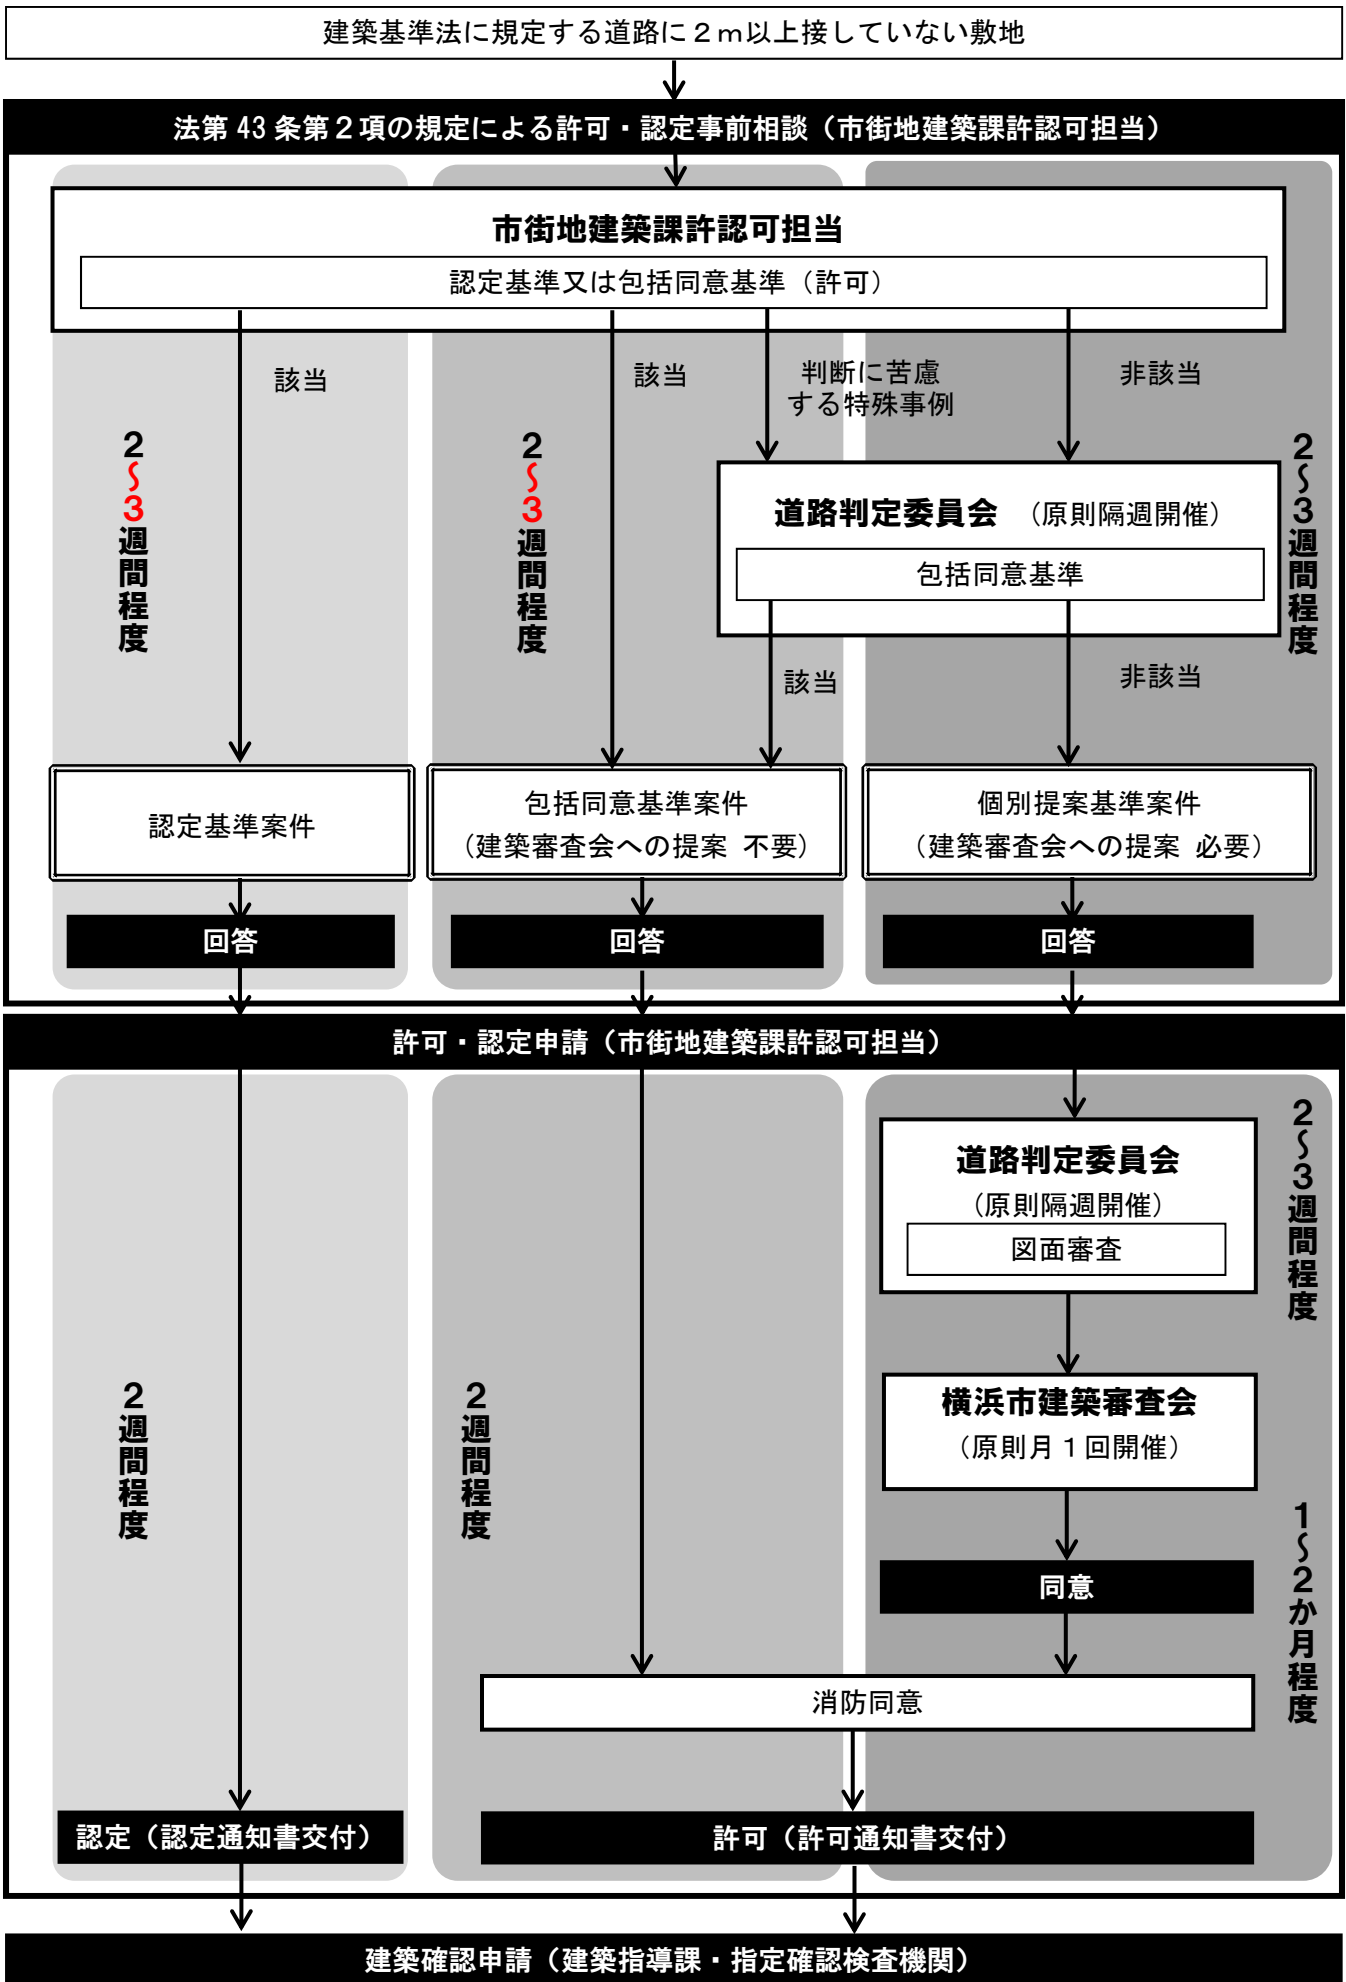 建築基準法に規定する道路に２ｍ以上接していない敷地
法第 43 条第２項の規定による許可・認定事前相談（市街地建築課許認可担当）
市街地建築課許認可担当
認定基準又は包括同意基準（許可）
該当
該当
判断に苦慮
する特殊事例
非該当
２～３週間程度
２～３週間程度
２～３週間程度
道路判定委員会　（原則隔週開催）
包括同意基準
該当
非該当
認定基準案件
包括同意基準案件
（建築審査会への提案 不要）
個別提案基準案件
（建築審査会への提案 必要）
回答
回答
回答
許可・認定申請（市街地建築課許認可担当）
道路判定委員会
（原則隔週開催）
図面審査
２～３週間程度
横浜市建築審査会
（原則月１回開催）
２週間程度
２週間程度
１～２か月程度
同意
消防同意
認定（認定通知書交付）
許可（許可通知書交付）
建築確認申請（建築指導課・指定確認検査機関）